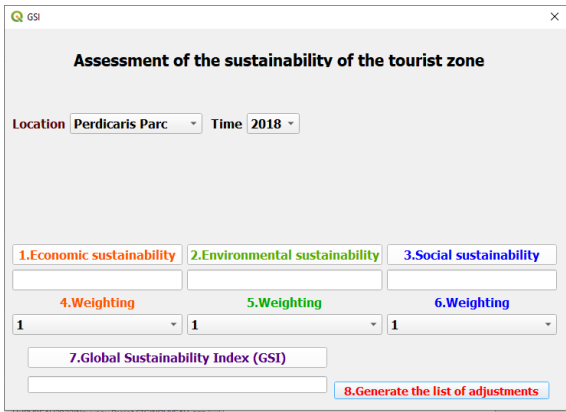 GSI
Assessment of the sustainability of the tourist zone
Location Perdicaris Parc Time 2018
1.Economic sustainability 2.Environmental sustainability 3.Social sustainability
4.Weighting 5.Weighting 6.Weighting
1 1 1
7.Global Sustainability Index (GSI)
8.Generate the list of adjustments